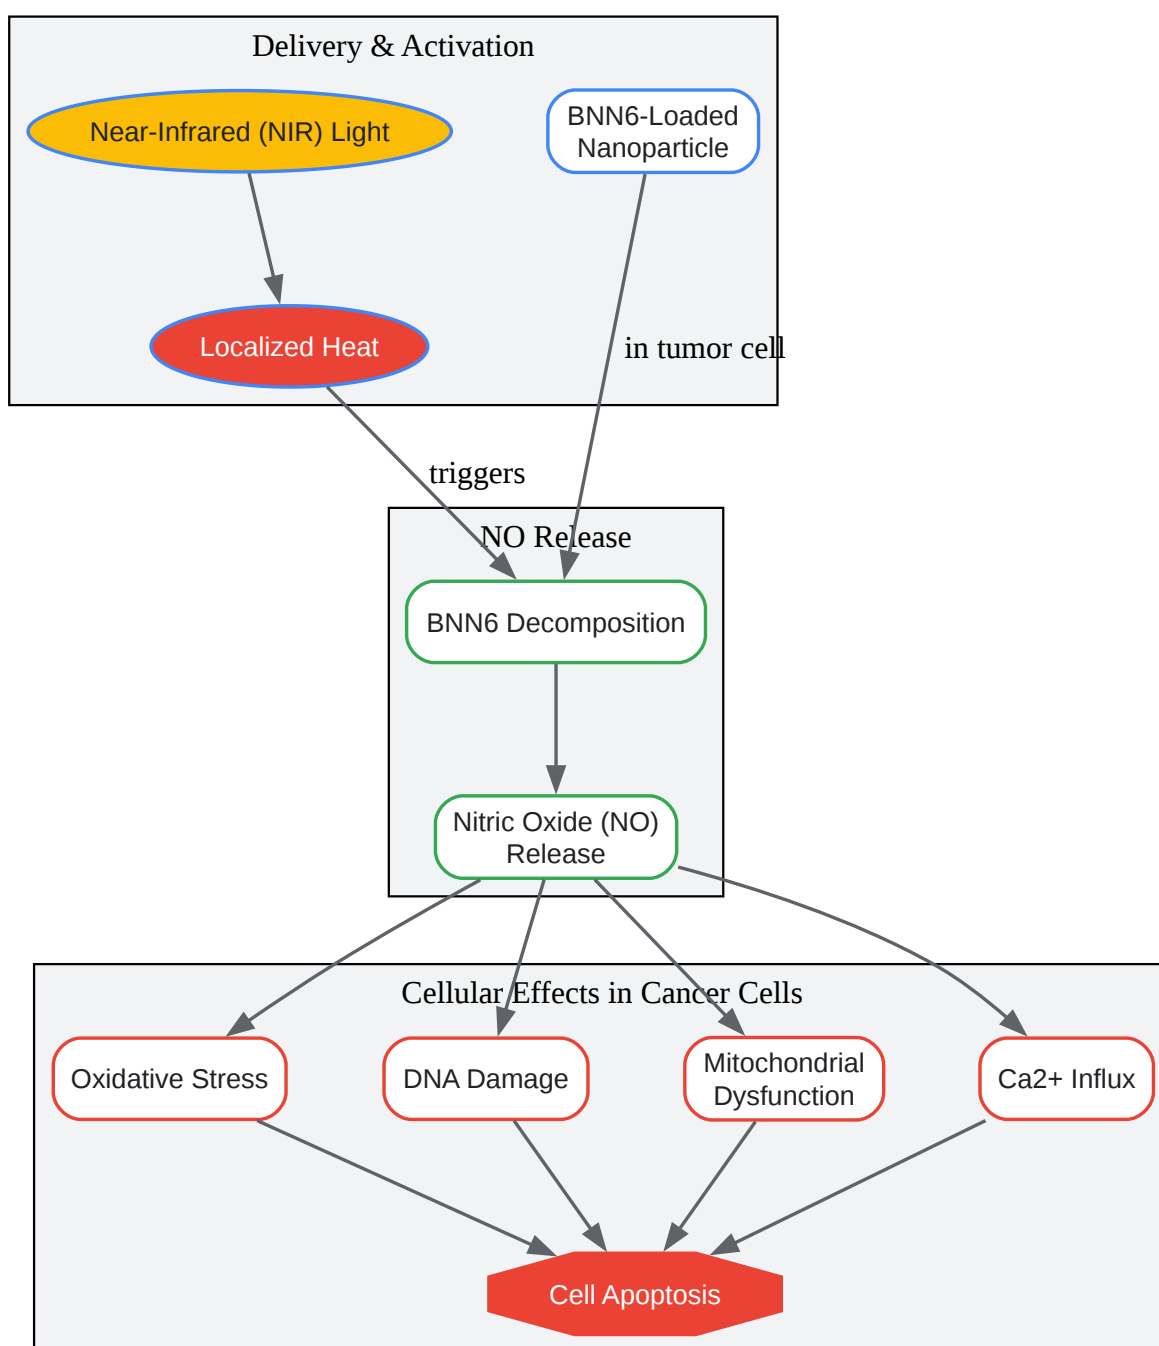 Delivery & Activation
Near-Infrared (NIR) Light
BNN6-Loaded
Nanoparticle
Localized Heat
in tumor cell
triggers
NO Release
BNN6 Decomposition
Nitric Oxide (NO)
Release
Cellular Effects in Cancer Cells
Oxidative Stress
DNA Damage
Mitochondrial
Dysfunction
Ca2+ Influx
Cell Apoptosis